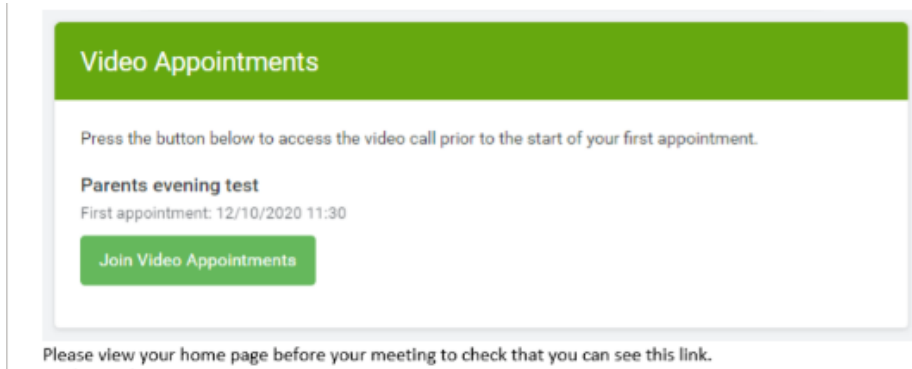 Video Appointments
Press the button below to access the video call prior to the start of your first appointment.
Parents evening test
First appointment: 12/10/2020 11:30
Join Video Appointments
Please view your home page before your meeting to check that you can see this link.